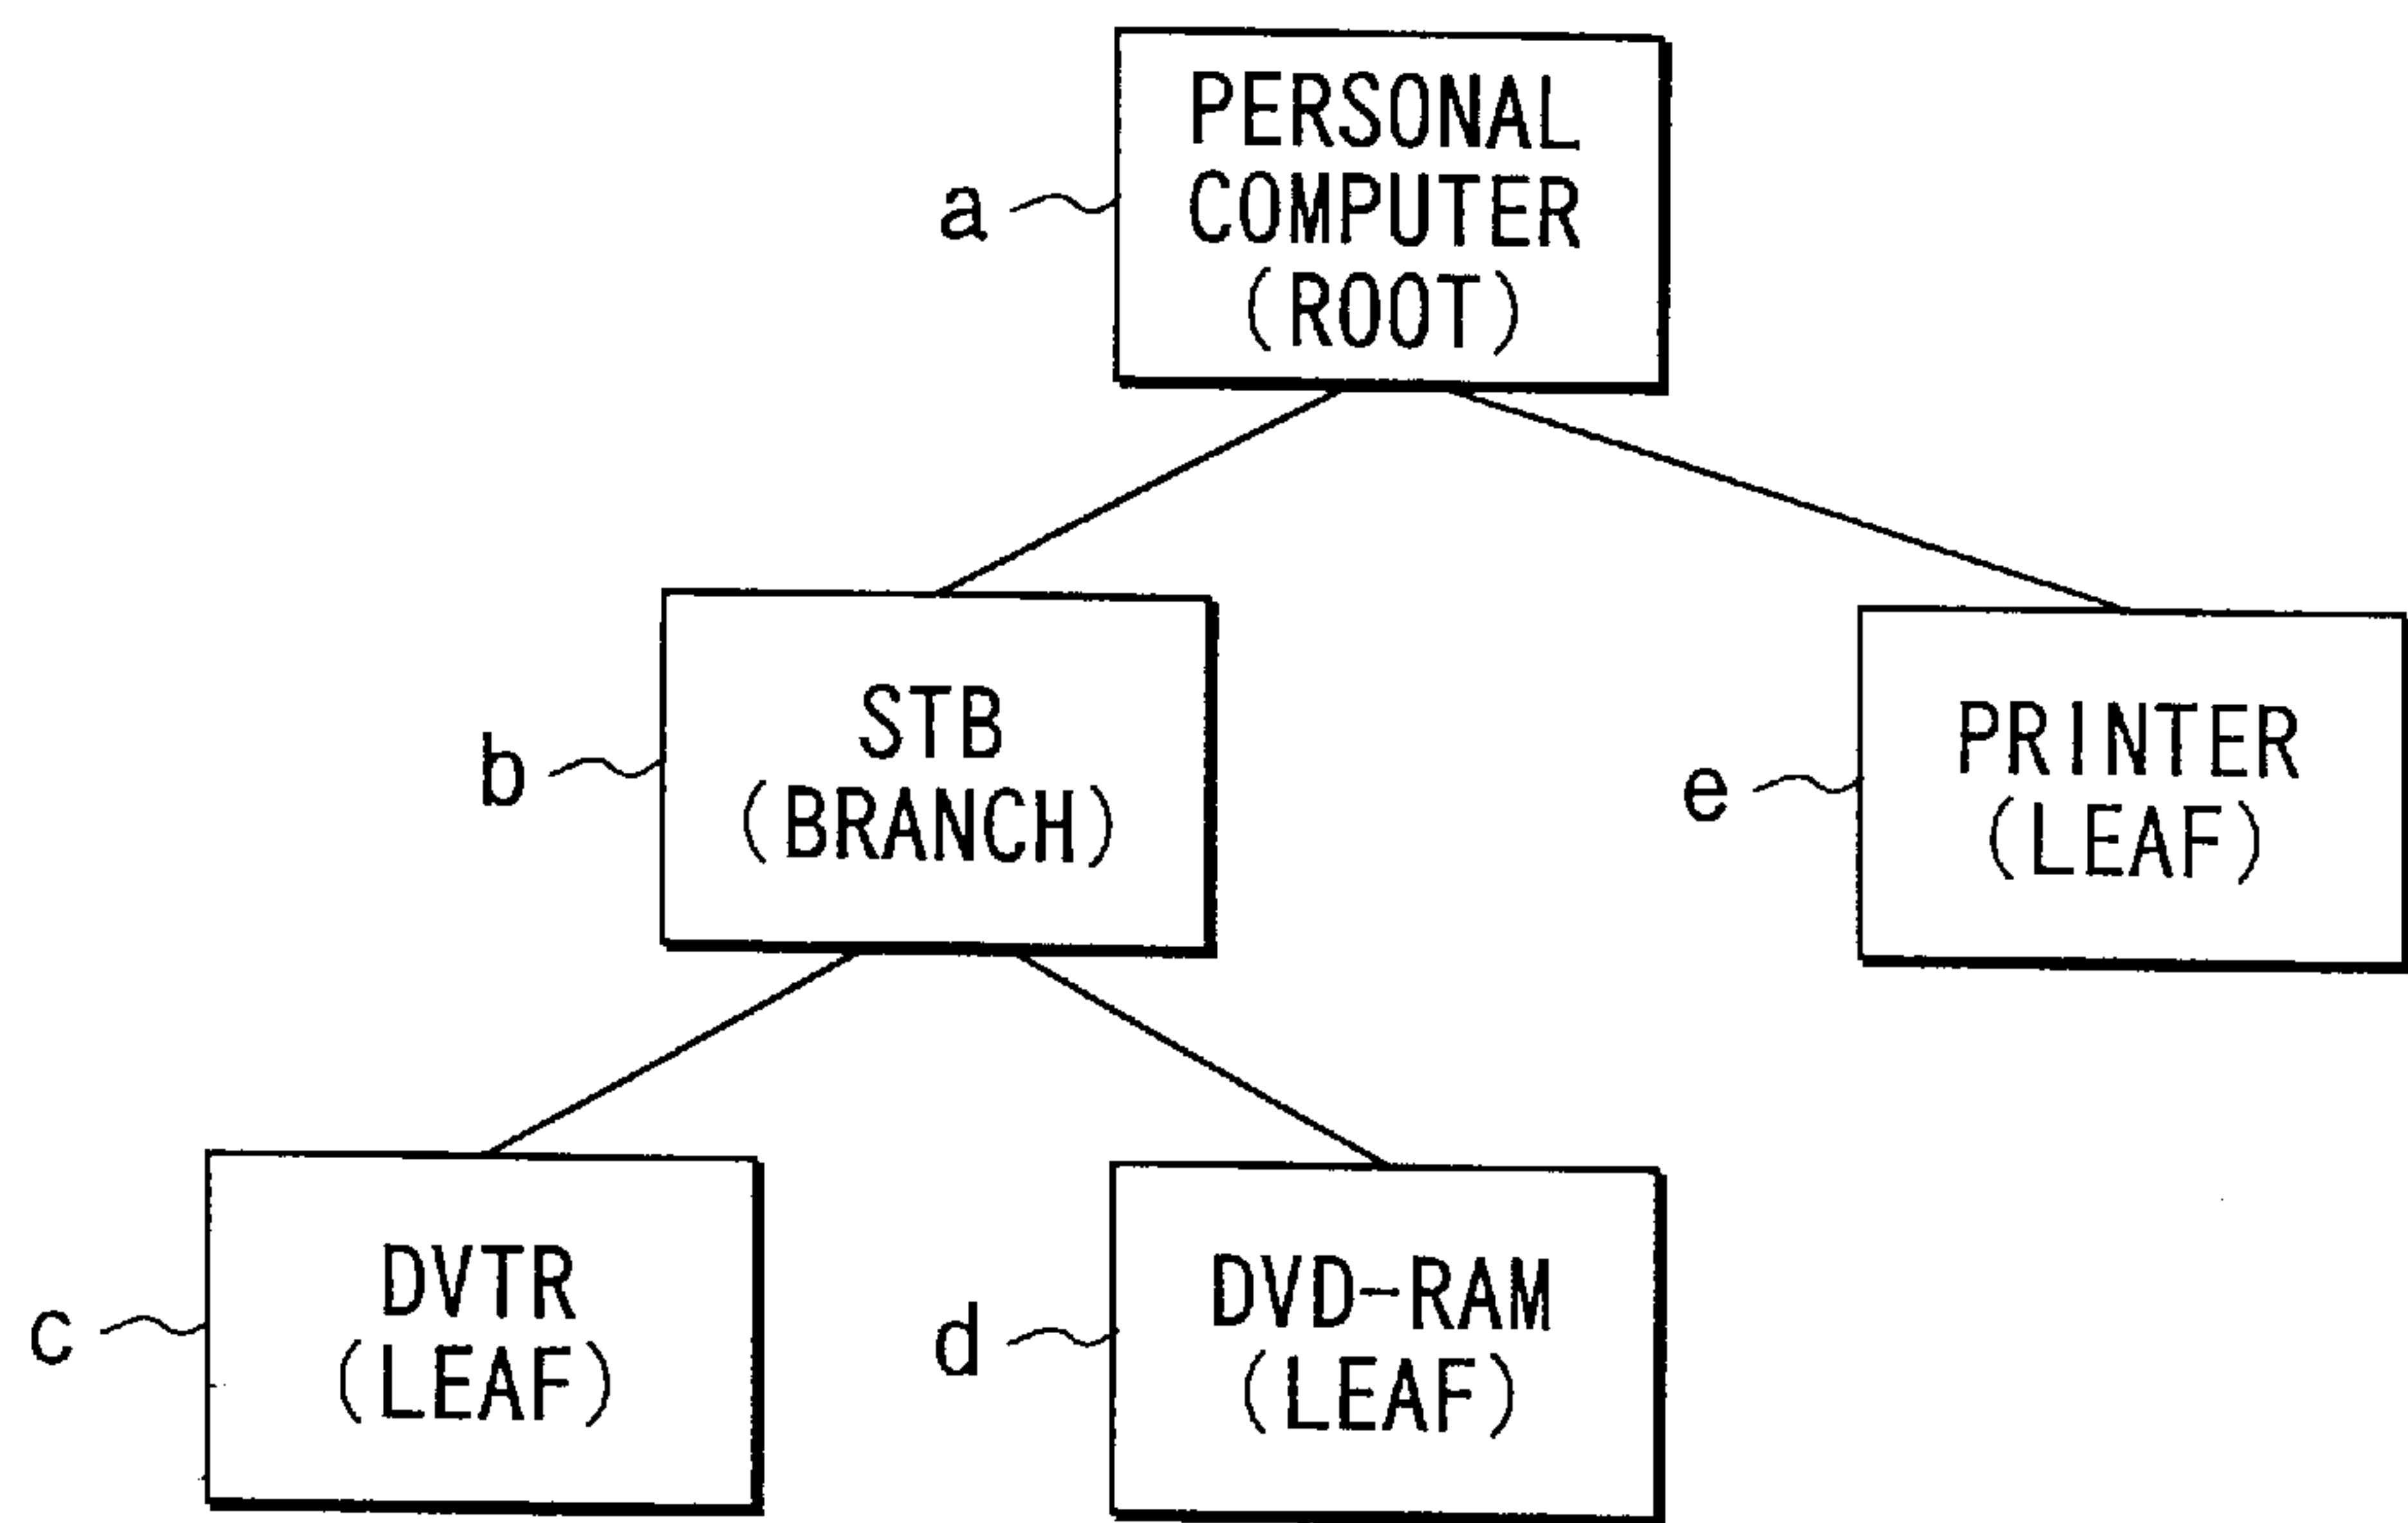 a
PERSONAL
COMPUTER
(ROOT)
b
STB
(BRANCH)
e
PRINTER
(LEAF)
c
DVTR
(LEAF)
d
DVD-RAM
(LEAF)